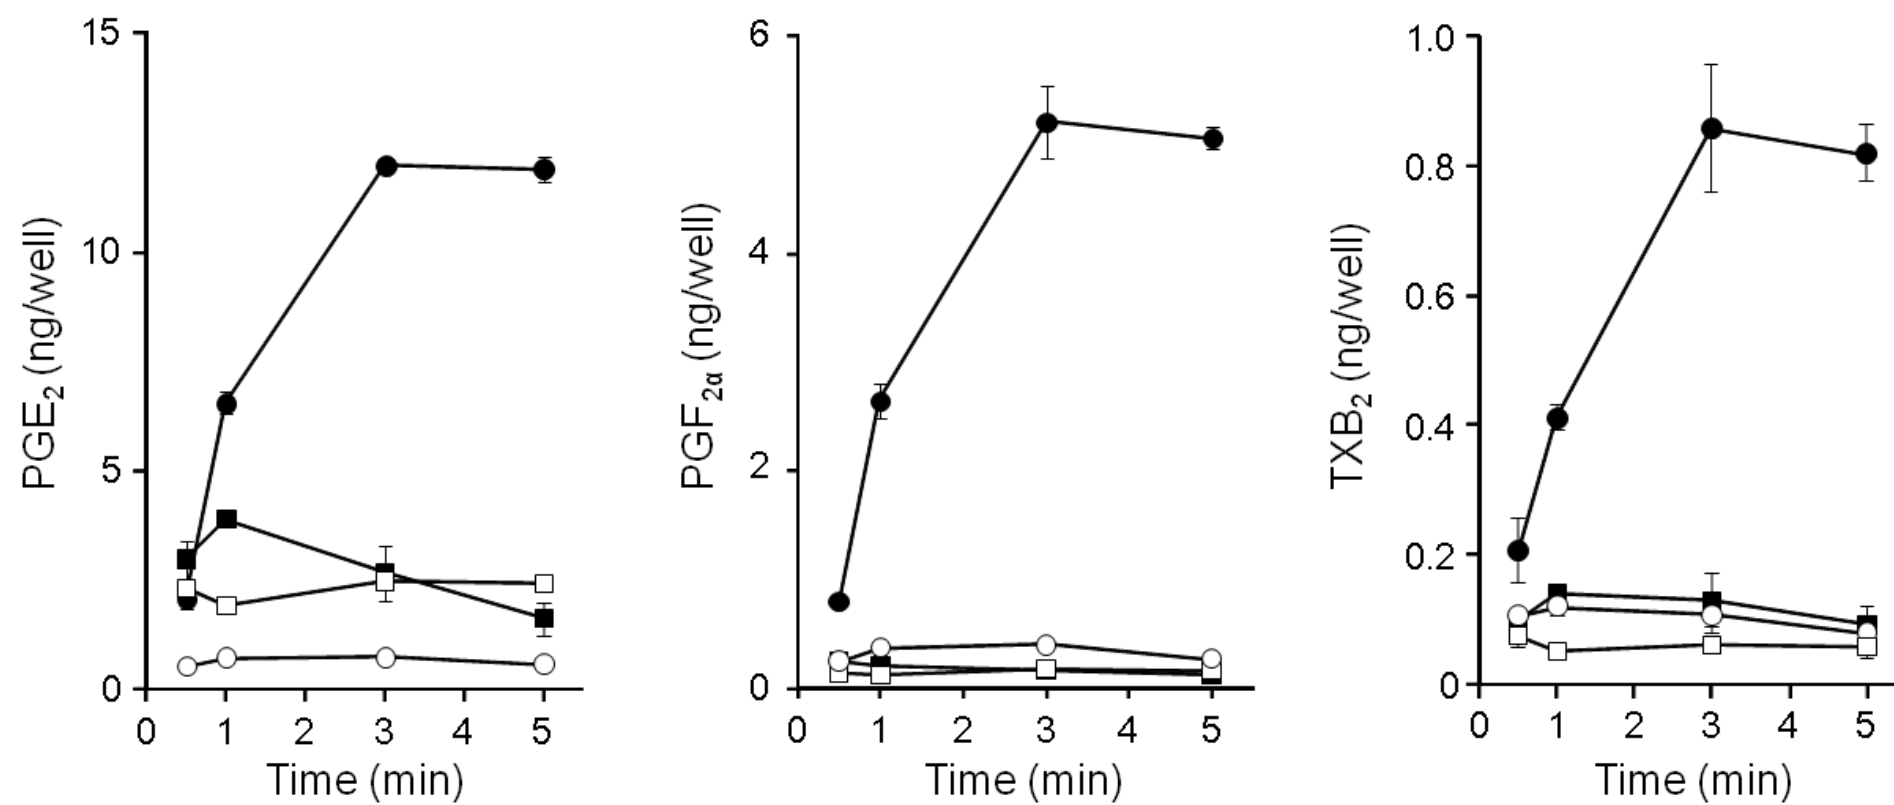 15
10
5
0
0 1 2 3 4 5
PGE₂ (ng/well)
Time (min)
6
4
2
0
0 1 2 3 4 5
PGF₂α (ng/well)
Time (min)
1.0
0.8
0.6
0.4
0.2
0
0 1 2 3 4 5
TXB₂ (ng/well)
Time (min)